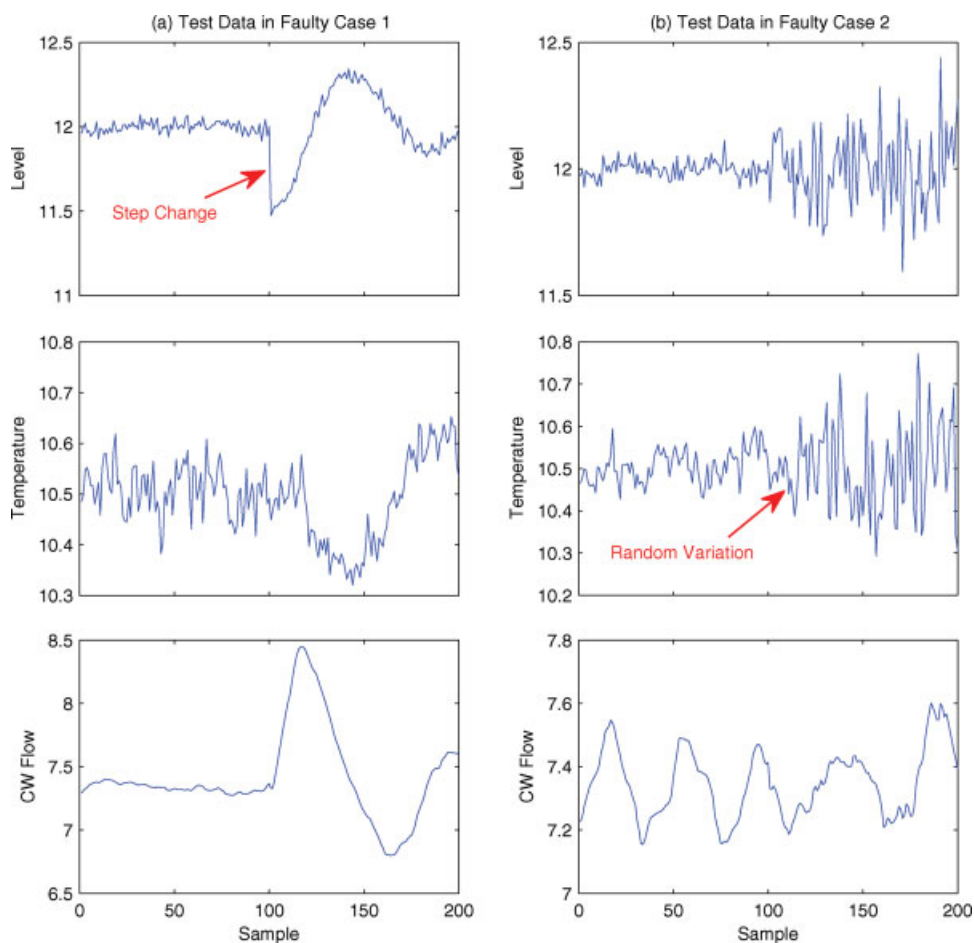 (a) Test Data in Faulty Case 1
(b) Test Data in Faulty Case 2
12.5
12
11.5
11
Level
Step Change
12.5
12
11.5
Level
10.8
10.7
10.6
10.5
10.4
10.3
Temperature
10.8
10.7
10.6
10.5
10.4
10.3
10.2
Temperature
Random Variation
8.5
8
7.5
7
6.5
CW Flow
0 50 100 150 200
Sample
7.8
7.6
7.4
7.2
7
CW Flow
0 50 100 150 200
Sample